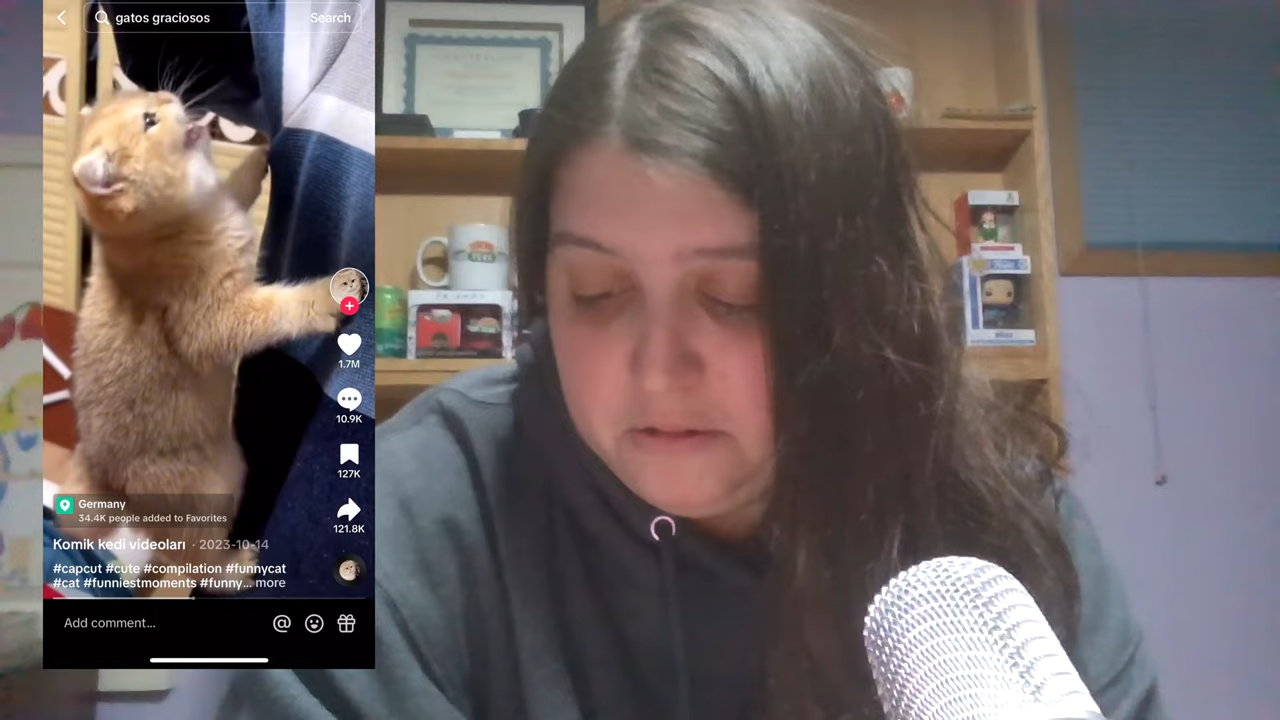 gatos graciosos
Search
1.7M
10.9K
127K
121.8K
Germany
34.4K people added to Favorites
Komik kedi videoları · 2023-10-14
#capcut #cute #compilation #funnycat
#cat #funniestmoments #funny... more
Add comment...
FRIENDS